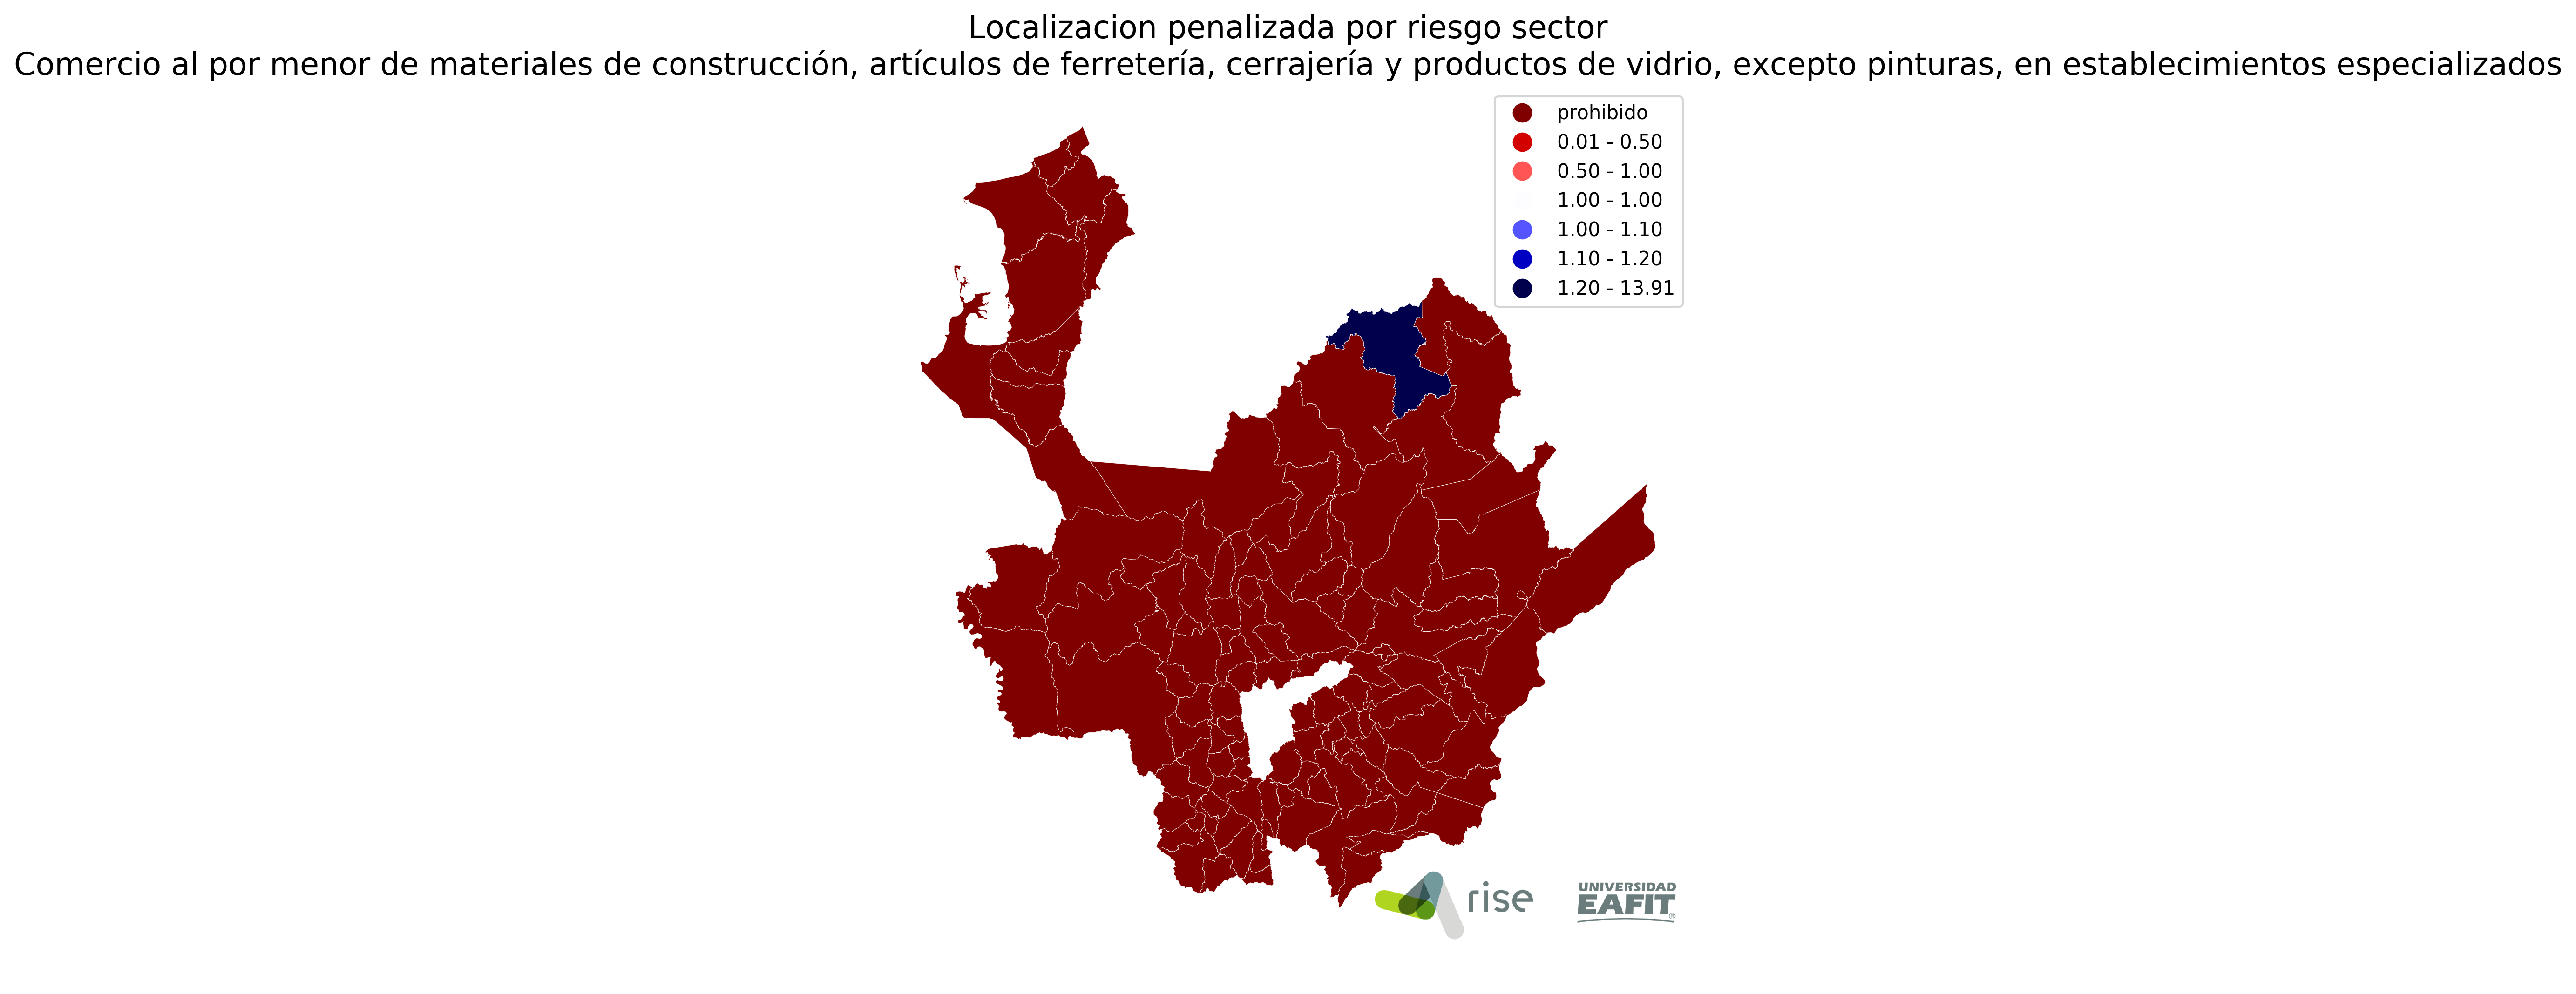 Localizacion penalizada por riesgo sector
Comercio al por menor de materiales de construcción, artículos de ferretería, cerrajería y productos de vidrio, excepto pinturas, en establecimientos especializados
prohibido
0.01 - 0.50
0.50 - 1.00
1.00 - 1.00
1.00 - 1.10
1.10 - 1.20
1.20 - 13.91
rise
UNIVERSIDAD
EAFIT®